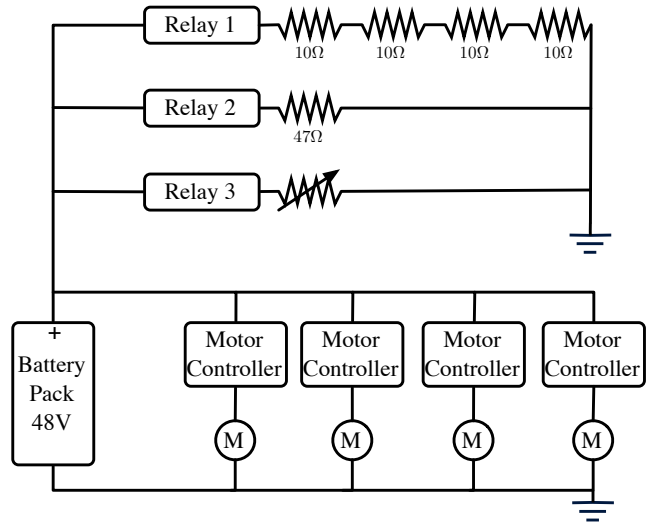 Relay 1
10Ω 10Ω 10Ω 10Ω
Relay 2
47Ω
Relay 3
+
Battery
Pack
48V
Motor
Controller
Motor
Controller
Motor
Controller
Motor
Controller
M M M M